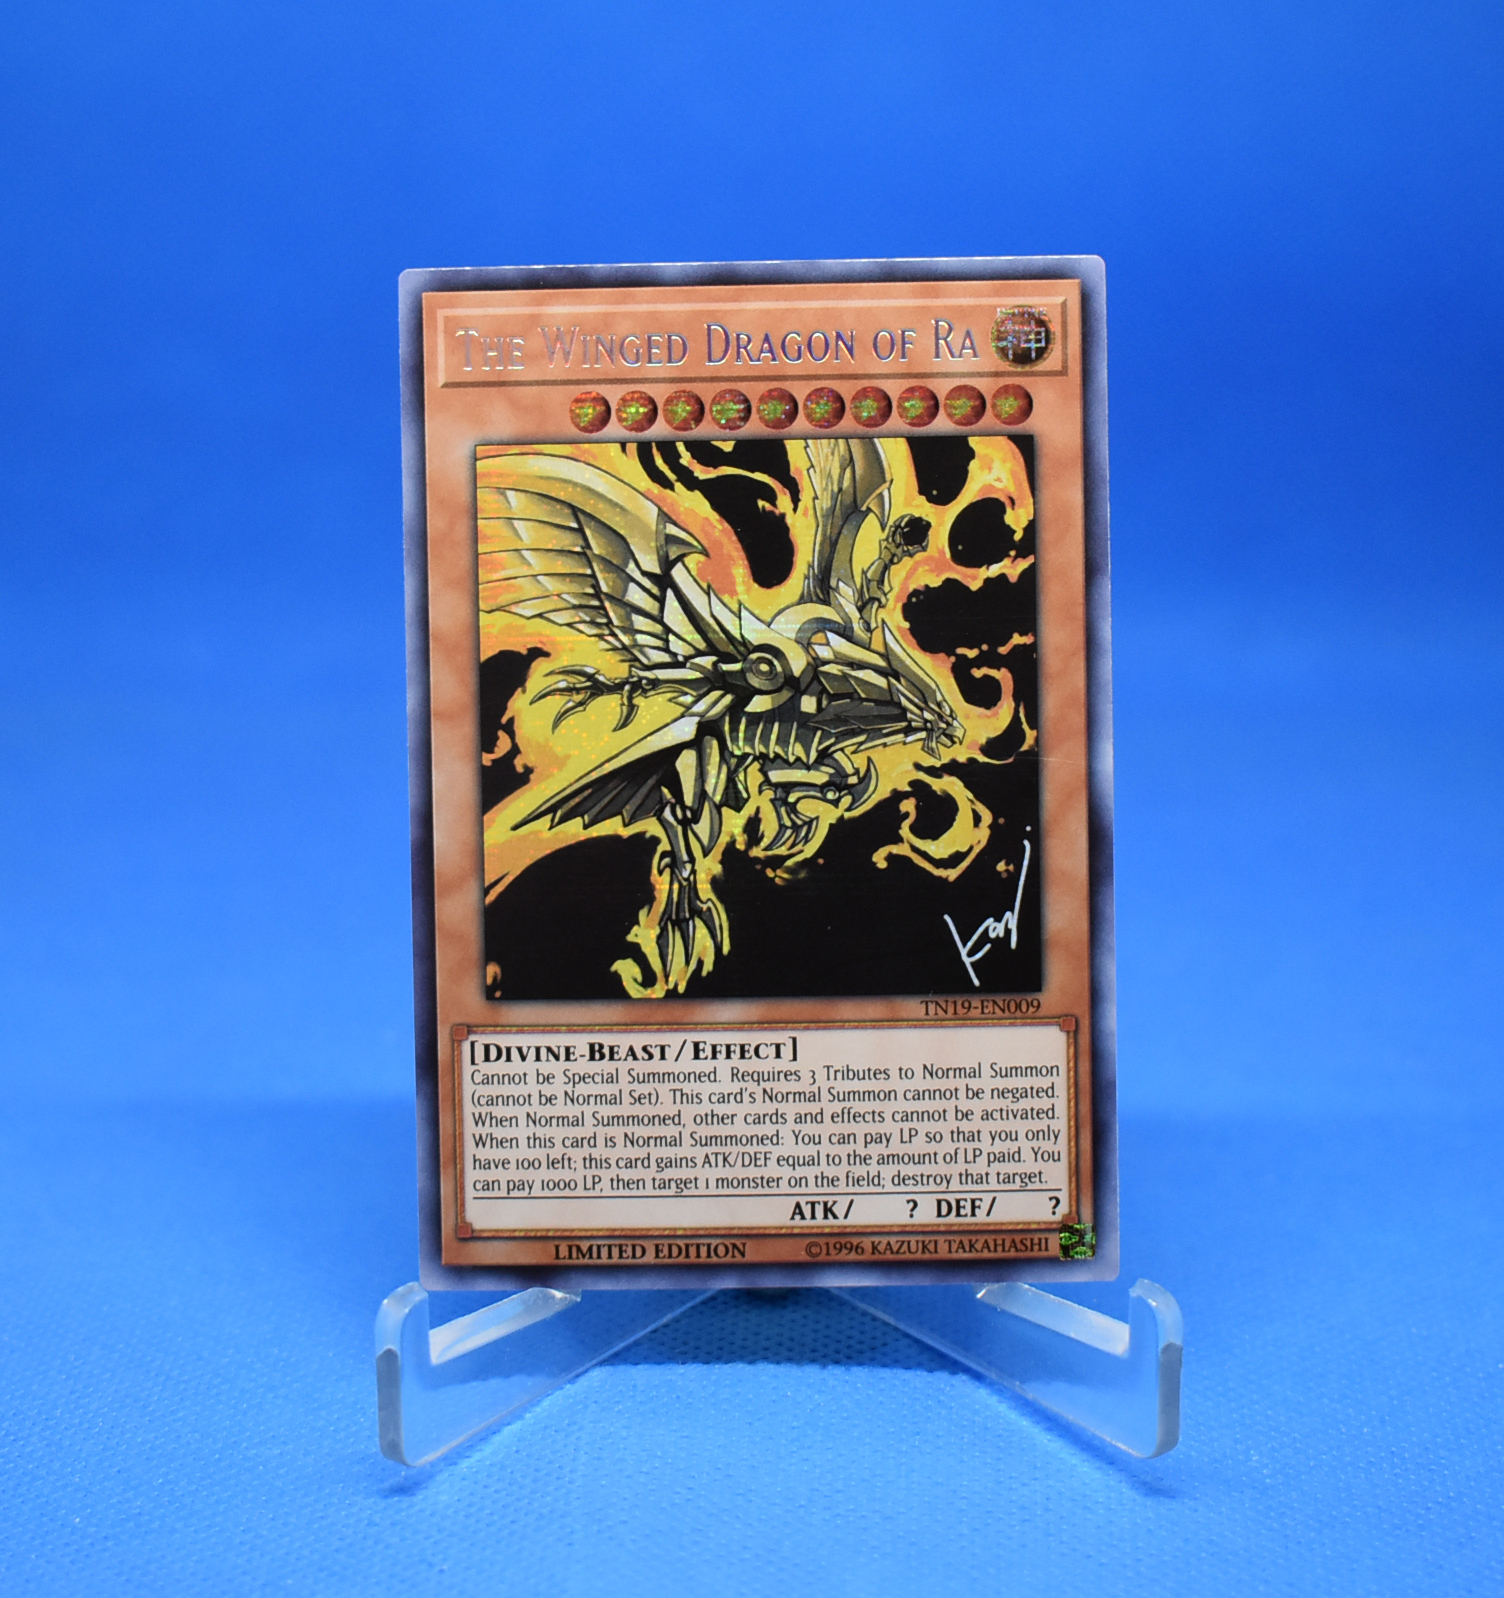 The Winged Dragon of Ra
神
TN19-EN009
[Divine-Beast/Effect]
Cannot be Special Summoned. Requires 3 Tributes to Normal Summon
(cannot be Normal Set). This card's Normal Summon cannot be negated.
When Normal Summoned, other cards and effects cannot be activated.
When this card is Normal Summoned: You can pay LP so that you only
have 100 left; this card gains ATK/DEF equal to the amount of LP paid. You
can pay 1000 LP, then target 1 monster on the field; destroy that target.
ATK/ ? DEF/ ?
LIMITED EDITION ©1996 KAZUKI TAKAHASHI